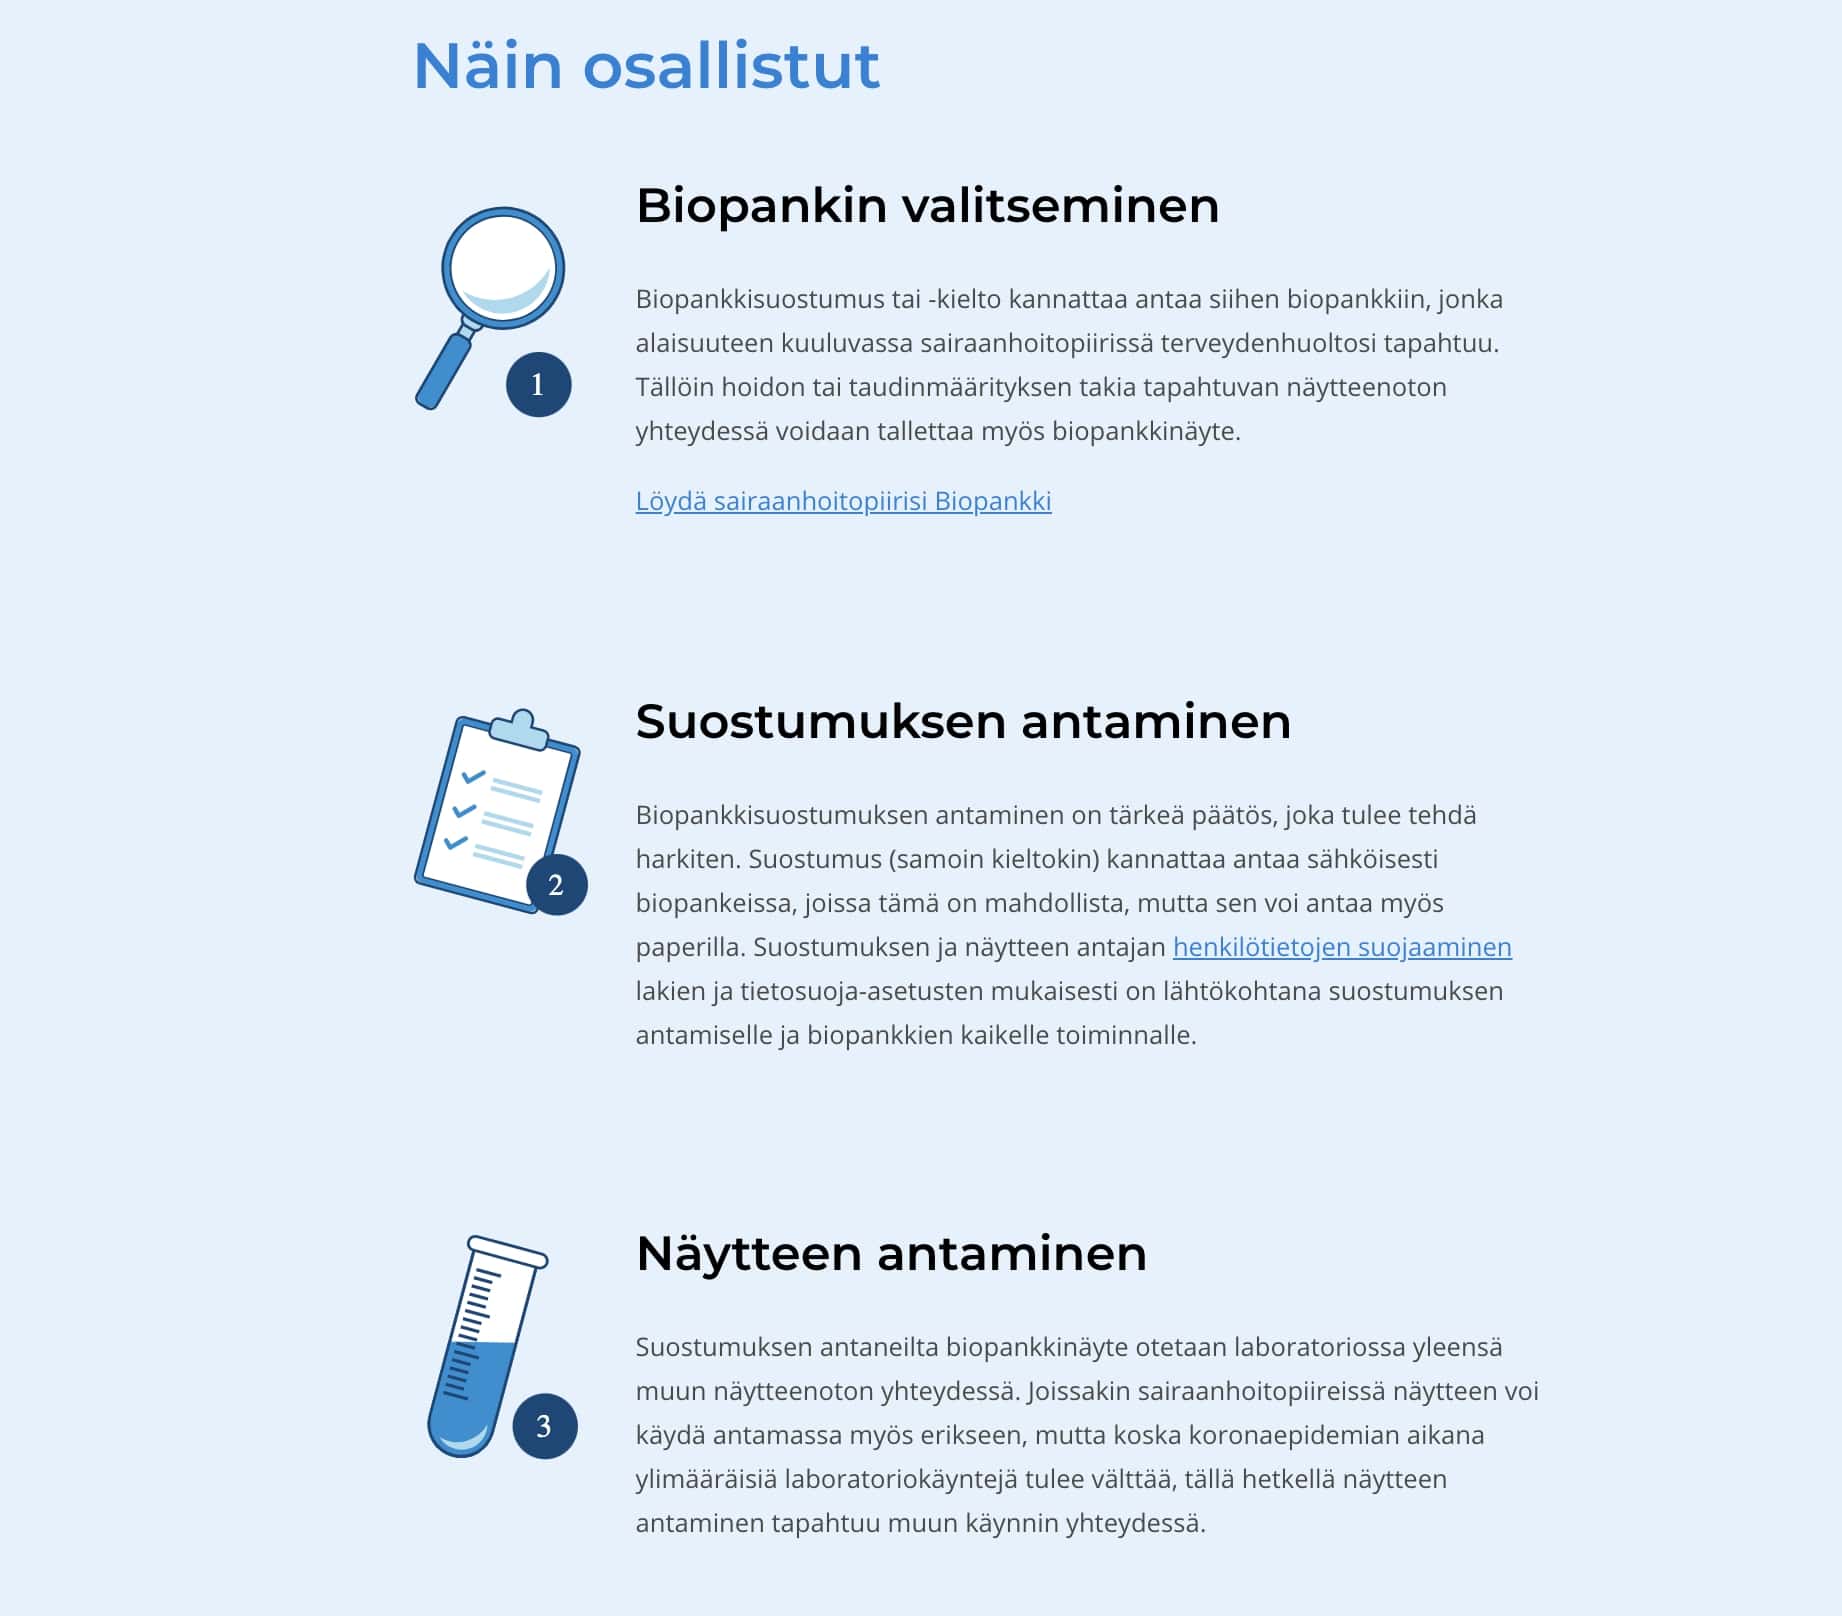 Näin osallistut
Biopankin valitseminen
Biopankkisuostumus tai -kielto kannattaa antaa siihen biopankkiin, jonka
alaisuuteen kuuluvassa sairaanhoitopiirissä terveydenhuoltosi tapahtuu.
Tällöin hoidon tai taudinmäärityksen takia tapahtuvan näytteenoton
yhteydessä voidaan tallettaa myös biopankkinäyte.
1
Löydä sairaanhoitopiirisi Biopankki
Suostumuksen antaminen
Biopankkisuostumuksen antaminen on tärkeä päätös, joka tulee tehdä
harkiten. Suostumus (samoin kieltokin) kannattaa antaa sähköisesti
biopankeissa, joissa tämä on mahdollista, mutta sen voi antaa myös
paperilla. Suostumuksen ja näytteen antajan henkilötietojen suojaaminen
lakien ja tietosuoja-asetusten mukaisesti on lähtökohtana suostumuksen
antamiselle ja biopankkien kaikelle toiminnalle.
2
Näytteen antaminen
Suostumuksen antaneilta biopankkinäyte otetaan laboratoriossa yleensä
muun näytteenoton yhteydessä. Joissakin sairaanhoitopiireissä näytteen voi
käydä antamassa myös erikseen, mutta koska koronaepidemian aikana
ylimääräisiä laboratoriokäyntejä tulee välttää, tällä hetkellä näytteen
antaminen tapahtuu muun käynnin yhteydessä.
3